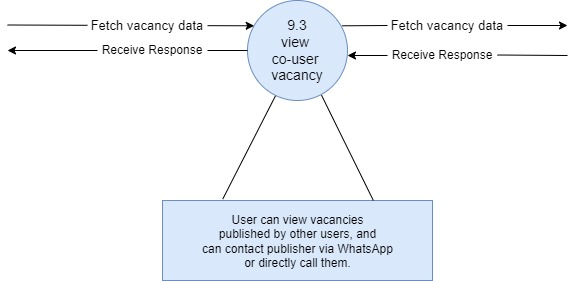 Fetch vacancy data
Receive Response
9.3
view
co-user
vacancy
Fetch vacancy data
Receive Response
User can view vacancies
published by other users, and
can contact publisher via WhatsApp
or directly call them.